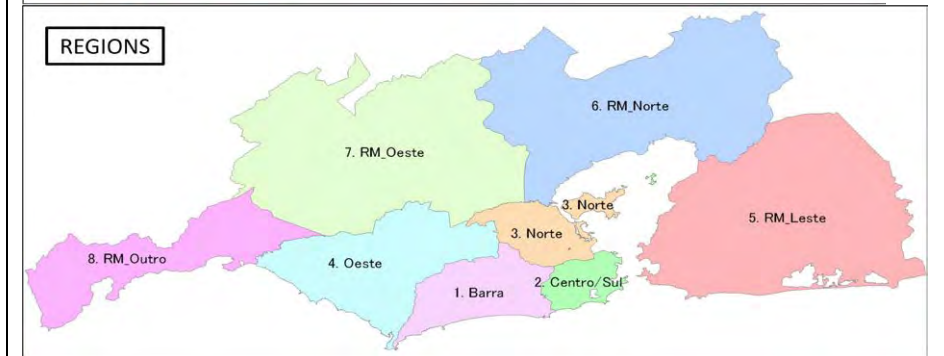 REGIONS
6. RM_Norte
7. RM_Oeste
3. Norte
5. RM_Leste
3. Norte
8. RM_Outro
4. Oeste
2. Centro/Sul
1. Barra